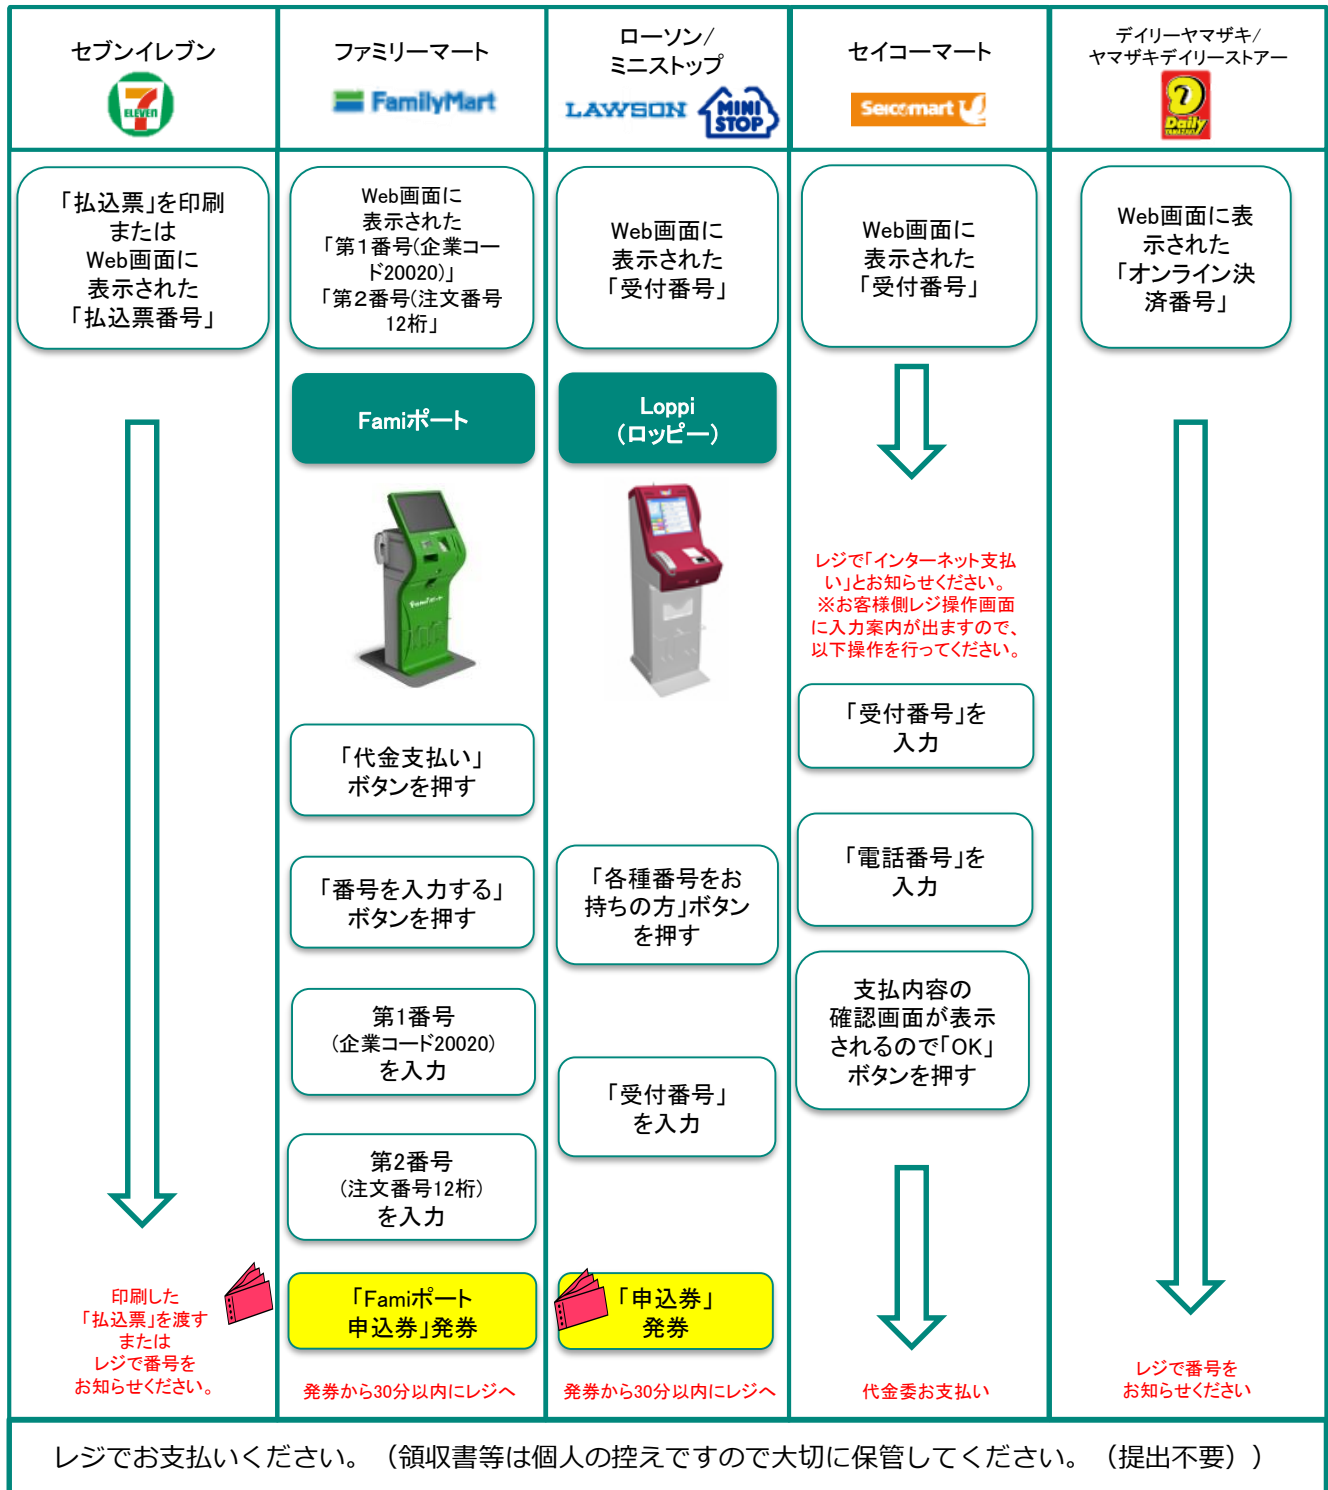 セブンイレブン
7
ELEVEn
「払込票」を印刷
または
Web画面に
表示された
「払込票番号」
印刷した
「払込票」を渡す
または
レジで番号を
お知らせください。
ファミリーマート
FamilyMart
Web画面に
表示された
「第１番号(企業コー
ド20020)」
「第２番号(注文番号
12桁」
Famiポート
「代金支払い」
ボタンを押す
「番号を入力する」
ボタンを押す
第1番号
(企業コード20020)
を入力
第2番号
(注文番号12桁)
を入力
「Famiポート
申込券」発券
発券から30分以内にレジへ
ローソン/
ミニストップ
LAWSON
MINI
STOP
Web画面に
表示された
「受付番号」
Loppi
（ロッピー）
「各種番号をお
持ちの方」ボタン
を押す
「受付番号」
を入力
「申込券」
発券
発券から30分以内にレジへ
セイコーマート
Seicomart
Web画面に
表示された
「受付番号」
レジで「インターネット支払
い」とお知らせください。
※お客様側レジ操作画面
に入力案内が出ますので、
以下操作を行ってください。
「受付番号」を
入力
「電話番号」を
入力
支払内容の
確認画面が表示
されるので「OK」
ボタンを押す
代金委お支払い
デイリーヤマザキ/
ヤマザキデイリーストアー
Daily
YAMAZAKI
Web画面に表
示された
「オンライン決
済番号」
レジで番号を
お知らせください
レジでお支払いください。（領収書等は個人の控えですので大切に保管してください。（提出不要））